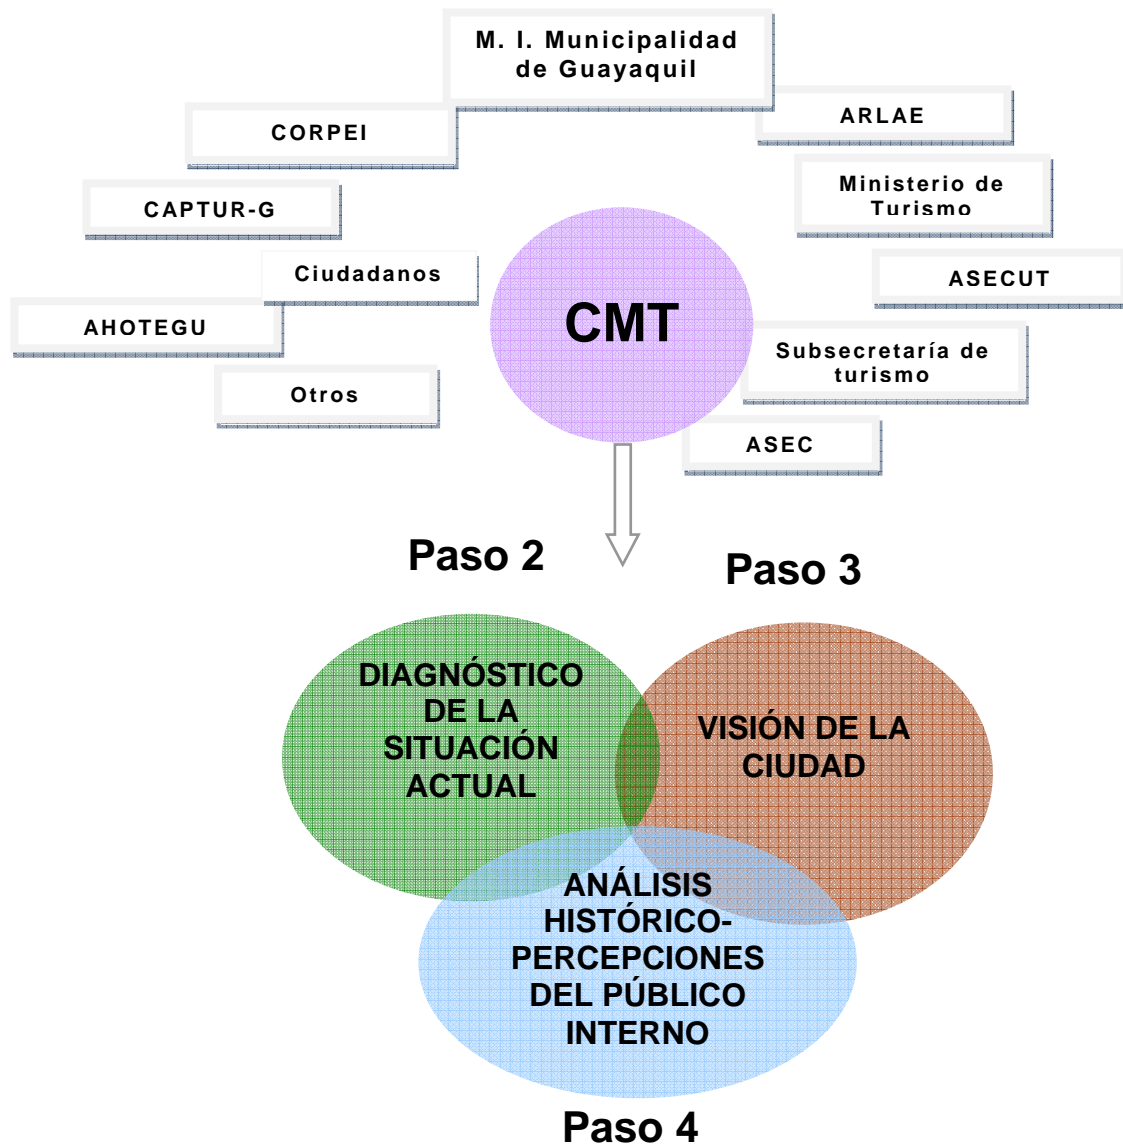 M. I. Municipalidad
de Guayaquil
CORPEI
ARLAE
CAPTUR-G
Ministerio de
Turismo
Ciudadanos
ASECUT
AHOTEGU
CMT
Subsecretaría de
turismo
Otros
ASEC
Paso 2
Paso 3
DIAGNÓSTICO
DE LA
SITUACIÓN
ACTUAL
VISIÓN DE LA
CIUDAD
ANÁLISIS
HISTÓRICO-
PERCEPCIONES
DEL PÚBLICO
INTERNO
Paso 4